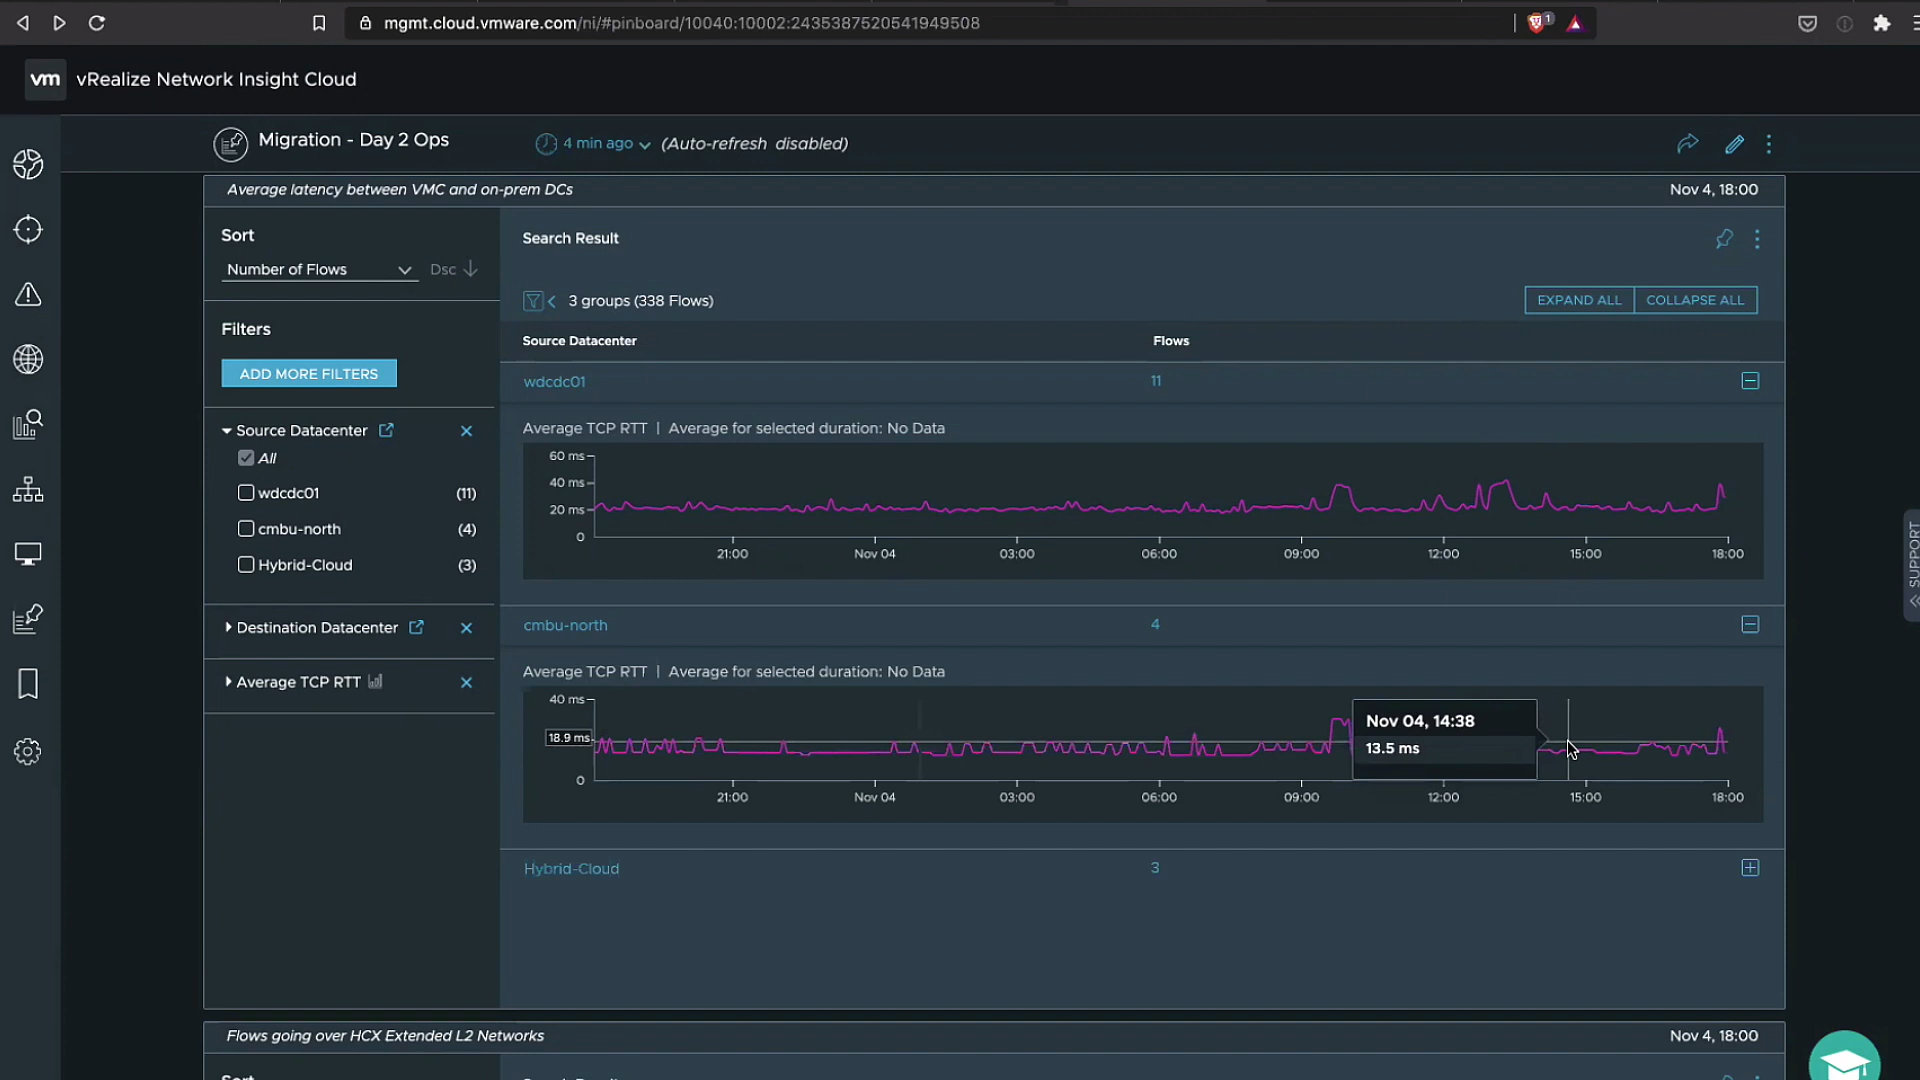 mgmt.cloud.vmware.com/ni/#pinboard/10040:10002:2435387520541949508
1
vm vRealize Network Insight Cloud
Migration - Day 2 Ops
4 min ago (Auto-refresh disabled)
Average latency between VMC and on-prem DCs
Nov 4, 18:00
Sort
Number of Flows
Dsc
Filters
ADD MORE FILTERS
Source Datacenter
All
wdcdc01 (11)
cmbu-north (4)
Hybrid-Cloud (3)
Destination Datacenter
Average TCP RTT
Search Result
3 groups (338 Flows)
EXPAND ALL COLLAPSE ALL
Source Datacenter Flows
wdcdc01 11
Average TCP RTT | Average for selected duration: No Data
60 ms
40 ms
20 ms
0
21:00 Nov 04 03:00 06:00 09:00 12:00 15:00 18:00
cmbu-north 4
Average TCP RTT | Average for selected duration: No Data
40 ms
18.9 ms
0
Nov 04, 14:38
13.5 ms
21:00 Nov 04 03:00 06:00 09:00 12:00 15:00 18:00
Hybrid-Cloud 3
SUPPORT
Flows going over HCX Extended L2 Networks
Nov 4, 18:00
Sort
Search Result